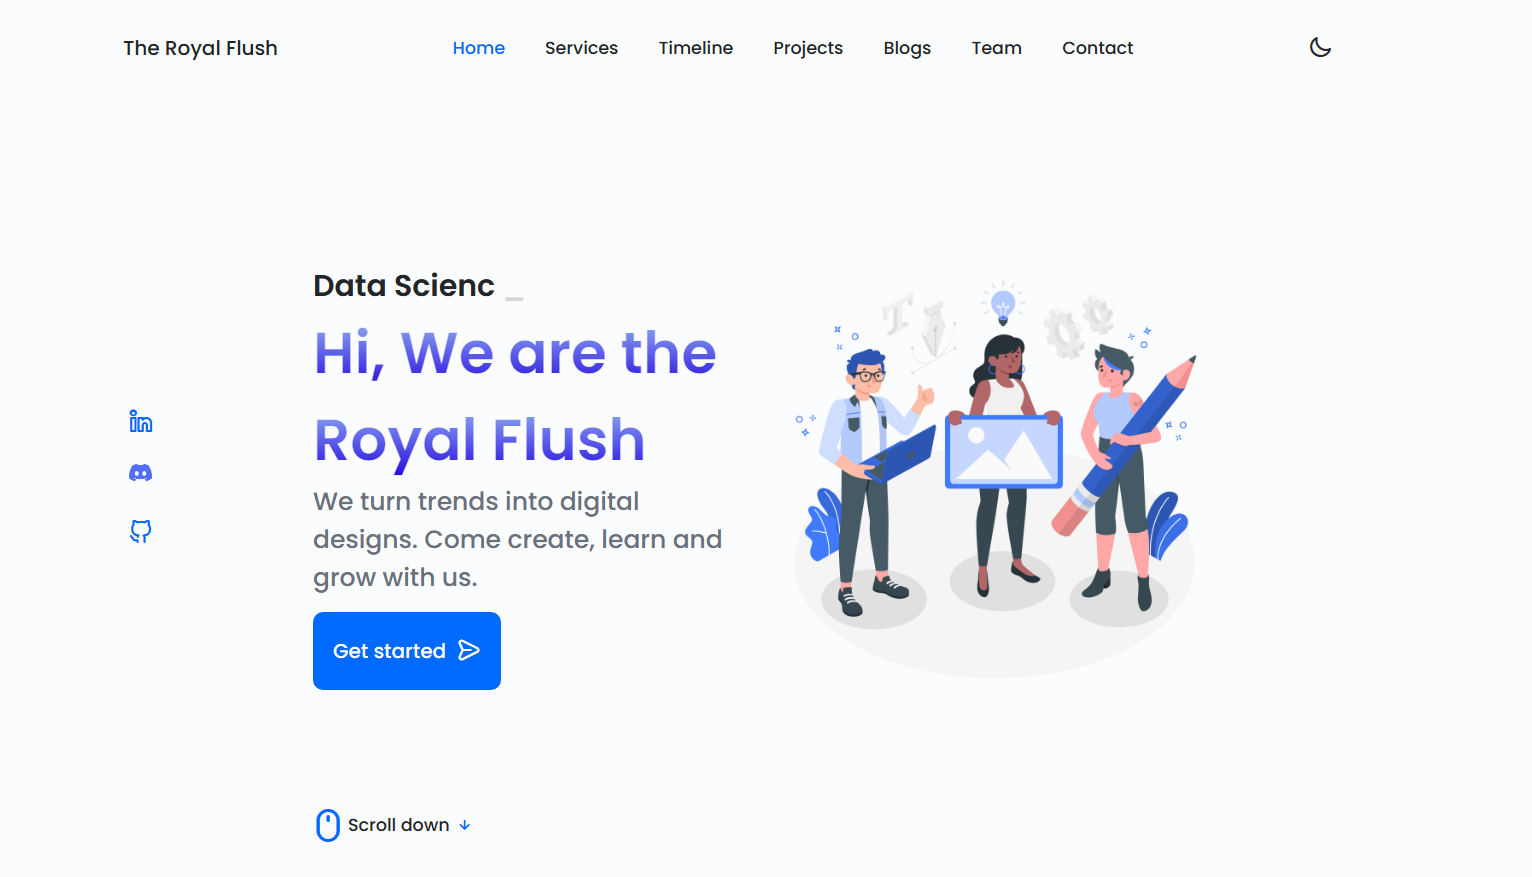 The Royal Flush
Home Services Timeline Projects Blogs Team Contact
Data Scienc _
Hi, We are the
Royal Flush
We turn trends into digital
designs. Come create, learn and
grow with us.
Get started
Scroll down